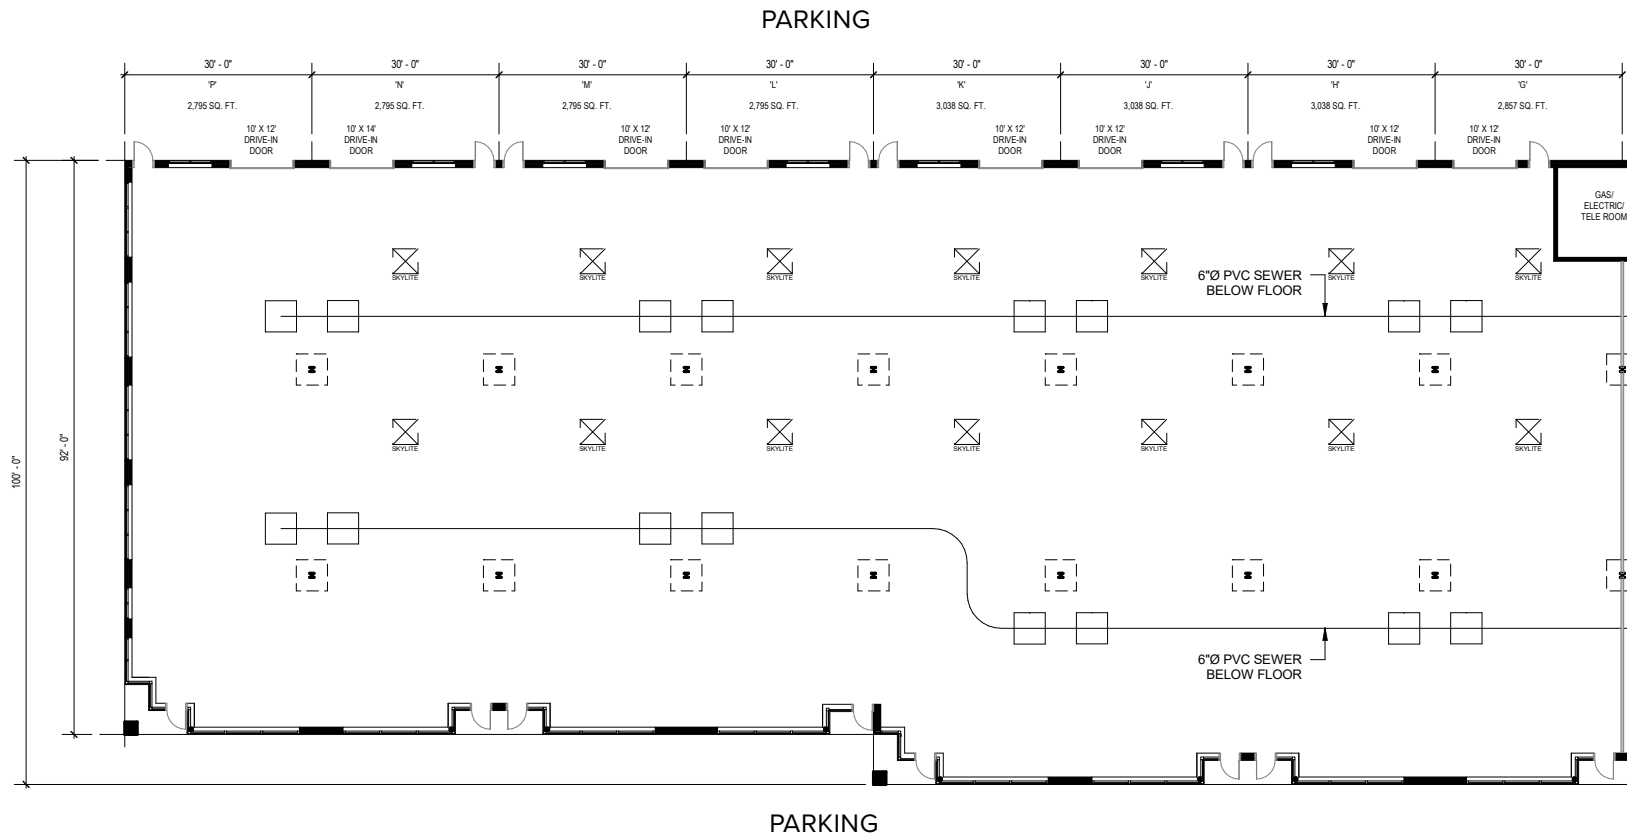 PARKING
30' - 0" 30' - 0" 30' - 0" 30' - 0" 30' - 0" 30' - 0" 30' - 0" 30' - 0"
'P' 'N' 'M' 'L' 'K' 'J' 'H' 'G'
2,795 SQ. FT. 2,795 SQ. FT. 2,795 SQ. FT. 2,795 SQ. FT. 3,038 SQ. FT. 3,038 SQ. FT. 3,038 SQ. FT. 2,857 SQ. FT.
10' X 12' 10' X 14' 10' X 12' 10' X 12' 10' X 12' 10' X 12' 10' X 12' 10' X 12'
DRIVE-IN DRIVE-IN DRIVE-IN DRIVE-IN DRIVE-IN DRIVE-IN DRIVE-IN DRIVE-IN
DOOR DOOR DOOR DOOR DOOR DOOR DOOR DOOR
GAS/
ELECTRIC/
TELE ROOM
SKYLITE SKYLITE SKYLITE SKYLITE SKYLITE SKYLITE SKYLITE
6"Ø PVC SEWER
BELOW FLOOR
SKYLITE SKYLITE SKYLITE SKYLITE SKYLITE SKYLITE SKYLITE
92' - 0"
100' - 0"
6"Ø PVC SEWER
BELOW FLOOR
PARKING